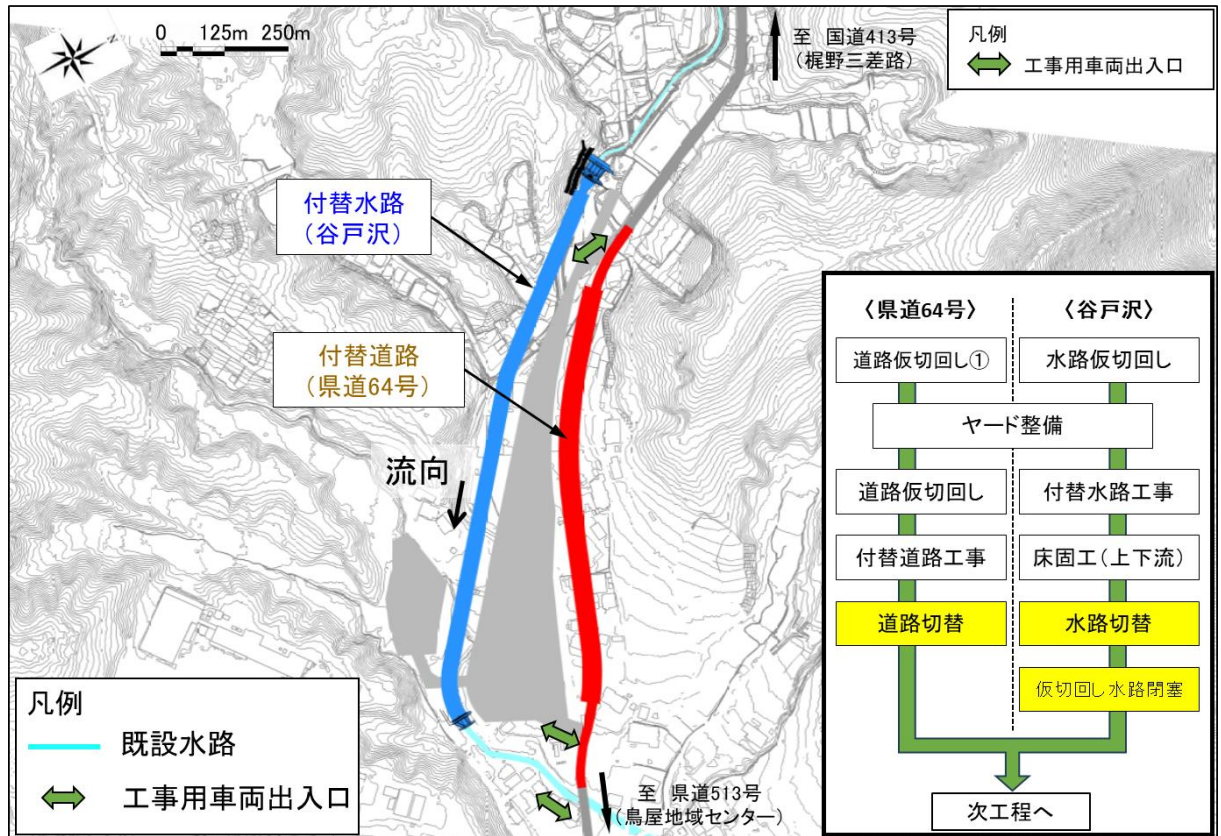 N
0 125m 250m
至 国道413号
(梶野三差路)
凡例
工事用車両出入口
付替水路
(谷戸沢)
付替道路
(県道64号)
流向
〈県道64号〉
〈谷戸沢〉
道路仮切回し①
水路仮切回し
ヤード整備
道路仮切回し
付替水路工事
付替道路工事
床固工(上下流)
道路切替
水路切替
仮切回し水路閉塞
次工程へ
凡例
既設水路
工事用車両出入口
至 県道513号
(鳥屋地域センター)